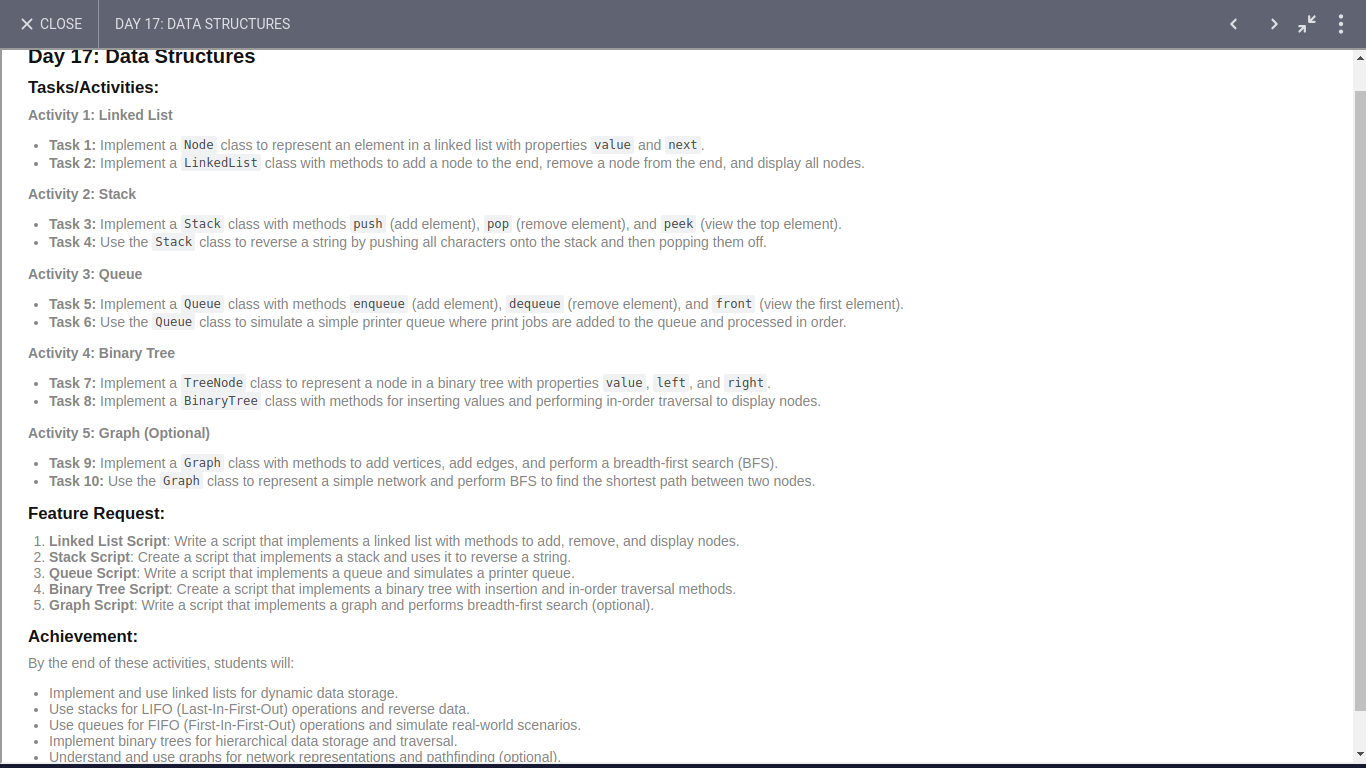 CLOSE
DAY 17: DATA STRUCTURES
Day 17: Data Structures
Tasks/Activities:
Activity 1: Linked List
• Task 1: Implement a Node class to represent an element in a linked list with properties value and next.
• Task 2: Implement a LinkedList class with methods to add a node to the end, remove a node from the end, and display all nodes.
Activity 2: Stack
• Task 3: Implement a Stack class with methods push (add element), pop (remove element), and peek (view the top element).
• Task 4: Use the Stack class to reverse a string by pushing all characters onto the stack and then popping them off.
Activity 3: Queue
• Task 5: Implement a Queue class with methods enqueue (add element), dequeue (remove element), and front (view the first element).
• Task 6: Use the Queue class to simulate a simple printer queue where print jobs are added to the queue and processed in order.
Activity 4: Binary Tree
• Task 7: Implement a TreeNode class to represent a node in a binary tree with properties value, left, and right.
• Task 8: Implement a BinaryTree class with methods for inserting values and performing in-order traversal to display nodes.
Activity 5: Graph (Optional)
• Task 9: Implement a Graph class with methods to add vertices, add edges, and perform a breadth-first search (BFS).
• Task 10: Use the Graph class to represent a simple network and perform BFS to find the shortest path between two nodes.
Feature Request:
1. Linked List Script: Write a script that implements a linked list with methods to add, remove, and display nodes.
2. Stack Script: Create a script that implements a stack and uses it to reverse a string.
3. Queue Script: Write a script that implements a queue and simulates a printer queue.
4. Binary Tree Script: Create a script that implements a binary tree with insertion and in-order traversal methods.
5. Graph Script: Write a script that implements a graph and performs breadth-first search (optional).
Achievement:
By the end of these activities, students will:
• Implement and use linked lists for dynamic data storage.
• Use stacks for LIFO (Last-In-First-Out) operations and reverse data.
• Use queues for FIFO (First-In-First-Out) operations and simulate real-world scenarios.
• Implement binary trees for hierarchical data storage and traversal.
• Understand and use graphs for network representations and pathfinding (optional).